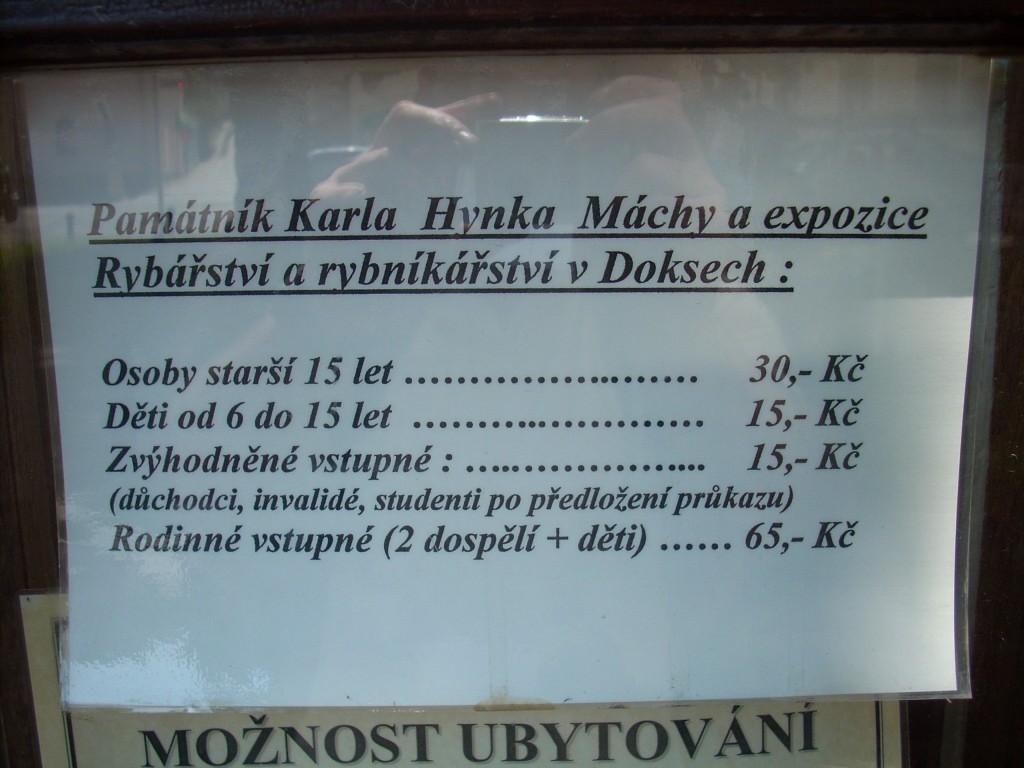 Památník Karla Hynka Máchy a expozice
Rybářství a rybníkářství v Doksech :
Osoby starší 15 let …………….…..……. 30,- Kč
Děti od 6 do 15 let ………..…………. 15,- Kč
Zvýhodněné vstupné : …..…………….... 15,- Kč
(důchodci, invalidé, studenti po předložení průkazu)
Rodinné vstupné (2 dospělí + děti) …… 65,- Kč
MOŽNOST UBYTOVÁNÍ